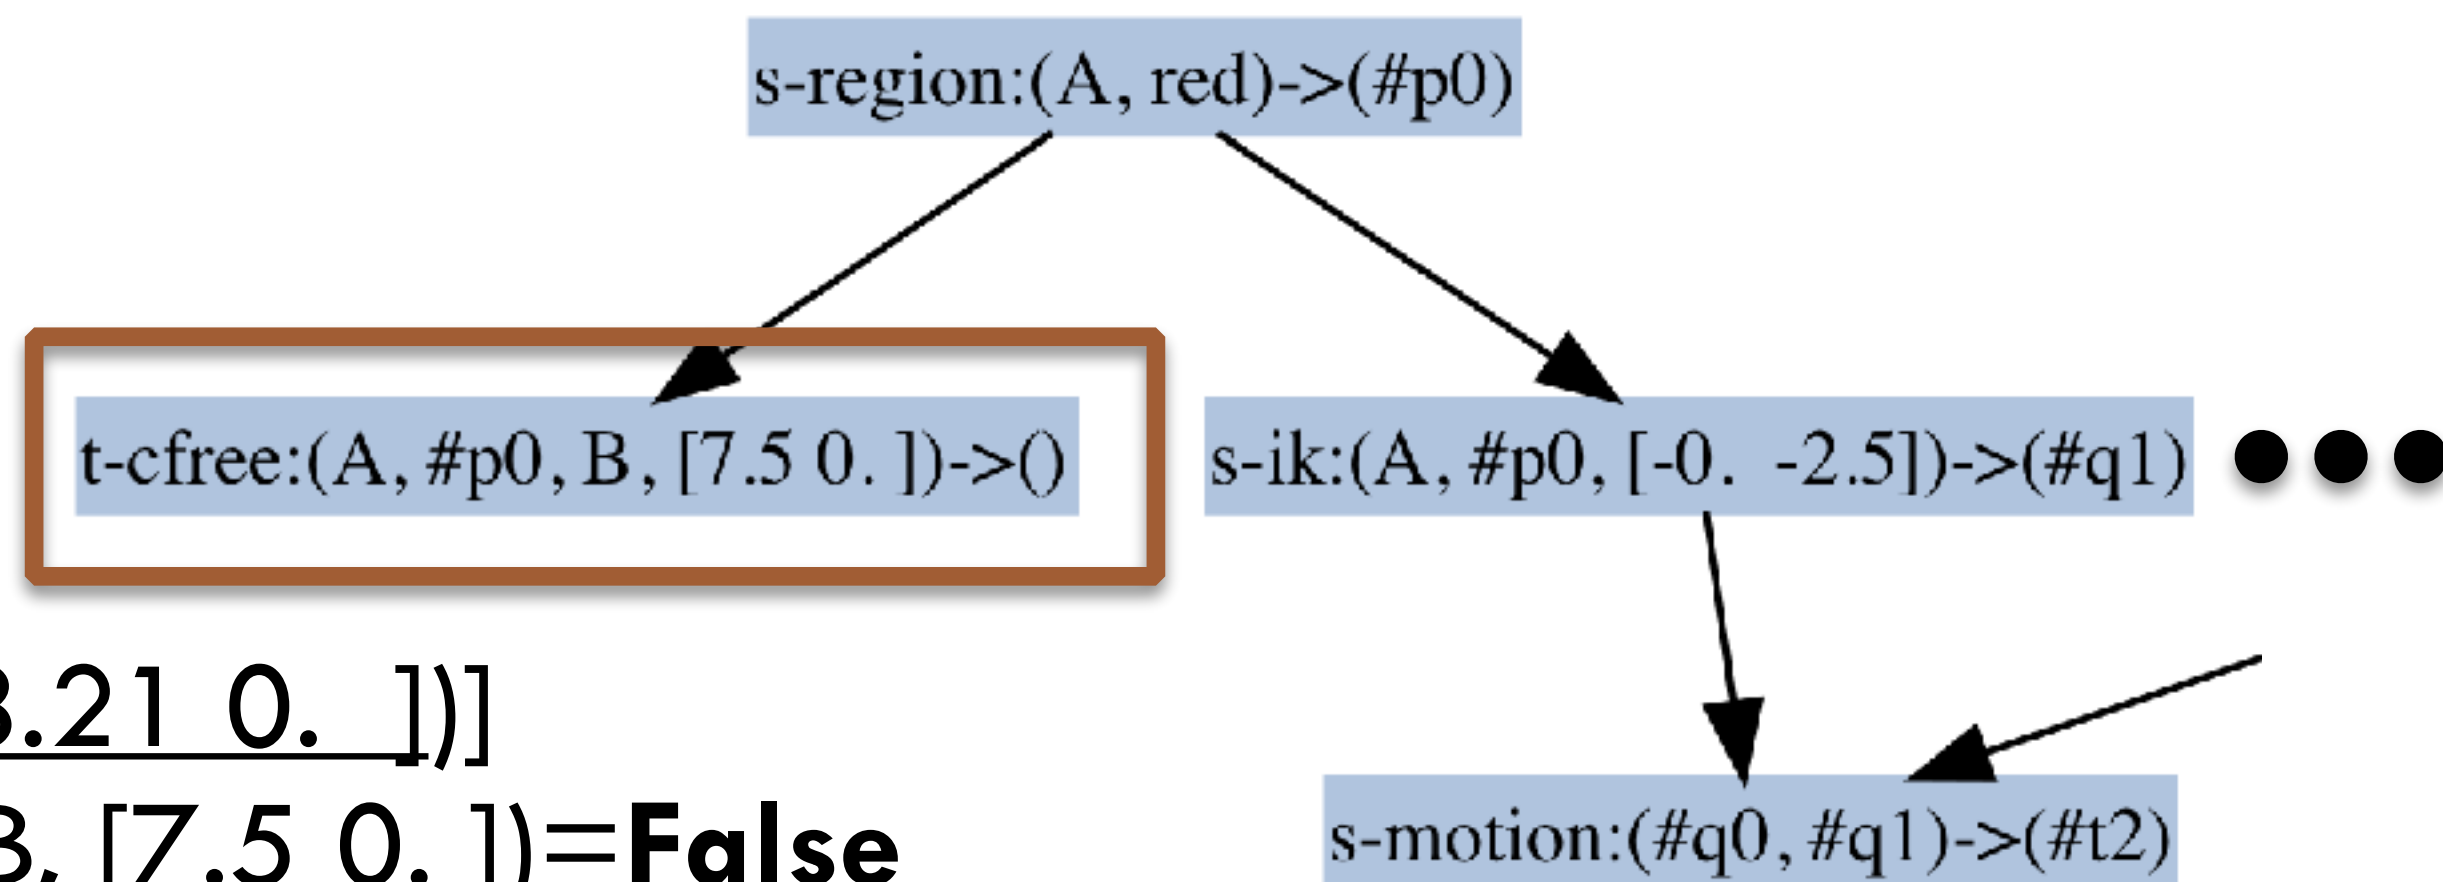 s-region:(A, red)->(#p0)
t-cfree:(A, #p0, B, [7.5 0. ])->()
s-ik:(A, #p0, [-0.  -2.5])->(#q1)
.21 0.  ])]
, [7.5 0. ])=False
s-motion:(#q0, #q1)->(#t2)